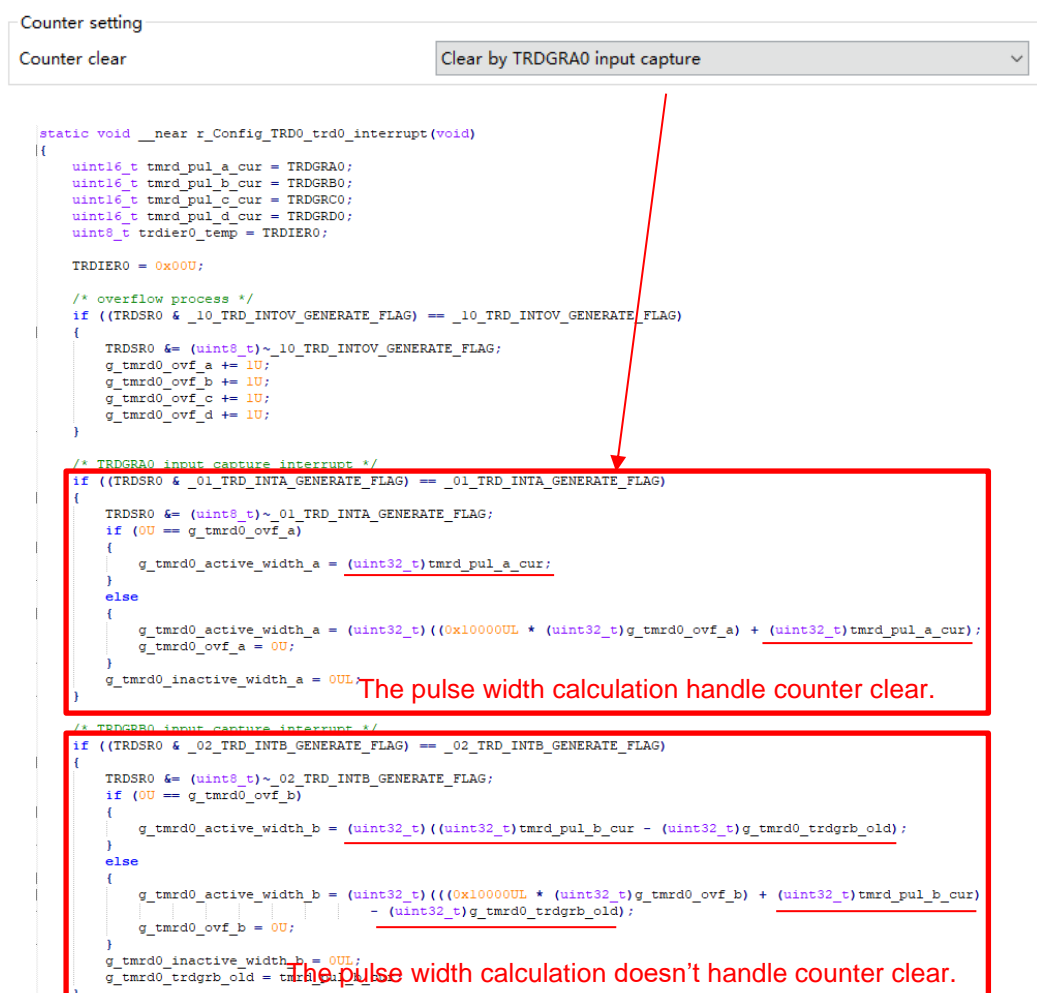 Counter setting
Counter clear
Clear by TRDGRA0 input capture
static void __near r_Config_TRD0_trd0_interrupt(void)
{
uint16_t tmrd_pul_a_cur = TRDGRA0;
uint16_t tmrd_pul_b_cur = TRDGRB0;
uint16_t tmrd_pul_c_cur = TRDGRC0;
uint16_t tmrd_pul_d_cur = TRDGRD0;
uint8_t trdier0_temp = TRDIER0;
TRDIER0 = 0x00U;
/* overflow process */
if ((TRDSR0 & _10_TRD_INTOV_GENERATE_FLAG) == _10_TRD_INTOV_GENERATE_FLAG)
{
TRDSR0 &= (uint8_t)~_10_TRD_INTOV_GENERATE_FLAG;
g_tmrd0_ovf_a += 1U;
g_tmrd0_ovf_b += 1U;
g_tmrd0_ovf_c += 1U;
g_tmrd0_ovf_d += 1U;
}
/* TRDGRA0 input capture interrupt */
if ((TRDSR0 & _01_TRD_INTA_GENERATE_FLAG) == _01_TRD_INTA_GENERATE_FLAG)
{
TRDSR0 &= (uint8_t)~_01_TRD_INTA_GENERATE_FLAG;
if (0U == g_tmrd0_ovf_a)
{
g_tmrd0_active_width_a = (uint32_t)tmrd_pul_a_cur;
}
else
{
g_tmrd0_active_width_a = (uint32_t)((0x10000UL * (uint32_t)g_tmrd0_ovf_a) + (uint32_t)tmrd_pul_a_cur);
g_tmrd0_ovf_a = 0U;
}
g_tmrd0_inactive_width_a = 0UL;
The pulse width calculation handle counter clear.
}
/* TRDGRB0 input capture interrupt */
if ((TRDSR0 & _02_TRD_INTB_GENERATE_FLAG) == _02_TRD_INTB_GENERATE_FLAG)
{
TRDSR0 &= (uint8_t)~_02_TRD_INTB_GENERATE_FLAG;
if (0U == g_tmrd0_ovf_b)
{
g_tmrd0_active_width_b = (uint32_t)((uint32_t)tmrd_pul_b_cur - (uint32_t)g_tmrd0_trdgrb_old);
}
else
{
g_tmrd0_active_width_b = (uint32_t)(((0x10000UL * (uint32_t)g_tmrd0_ovf_b) + (uint32_t)tmrd_pul_b_cur)
- (uint32_t)g_tmrd0_trdgrb_old);
g_tmrd0_ovf_b = 0U;
}
g_tmrd0_inactive_width_b = 0UL;
g_tmrd0_trdgrb_old = tmrd_pul_b_cur;
The pulse width calculation doesn't handle counter clear.
}